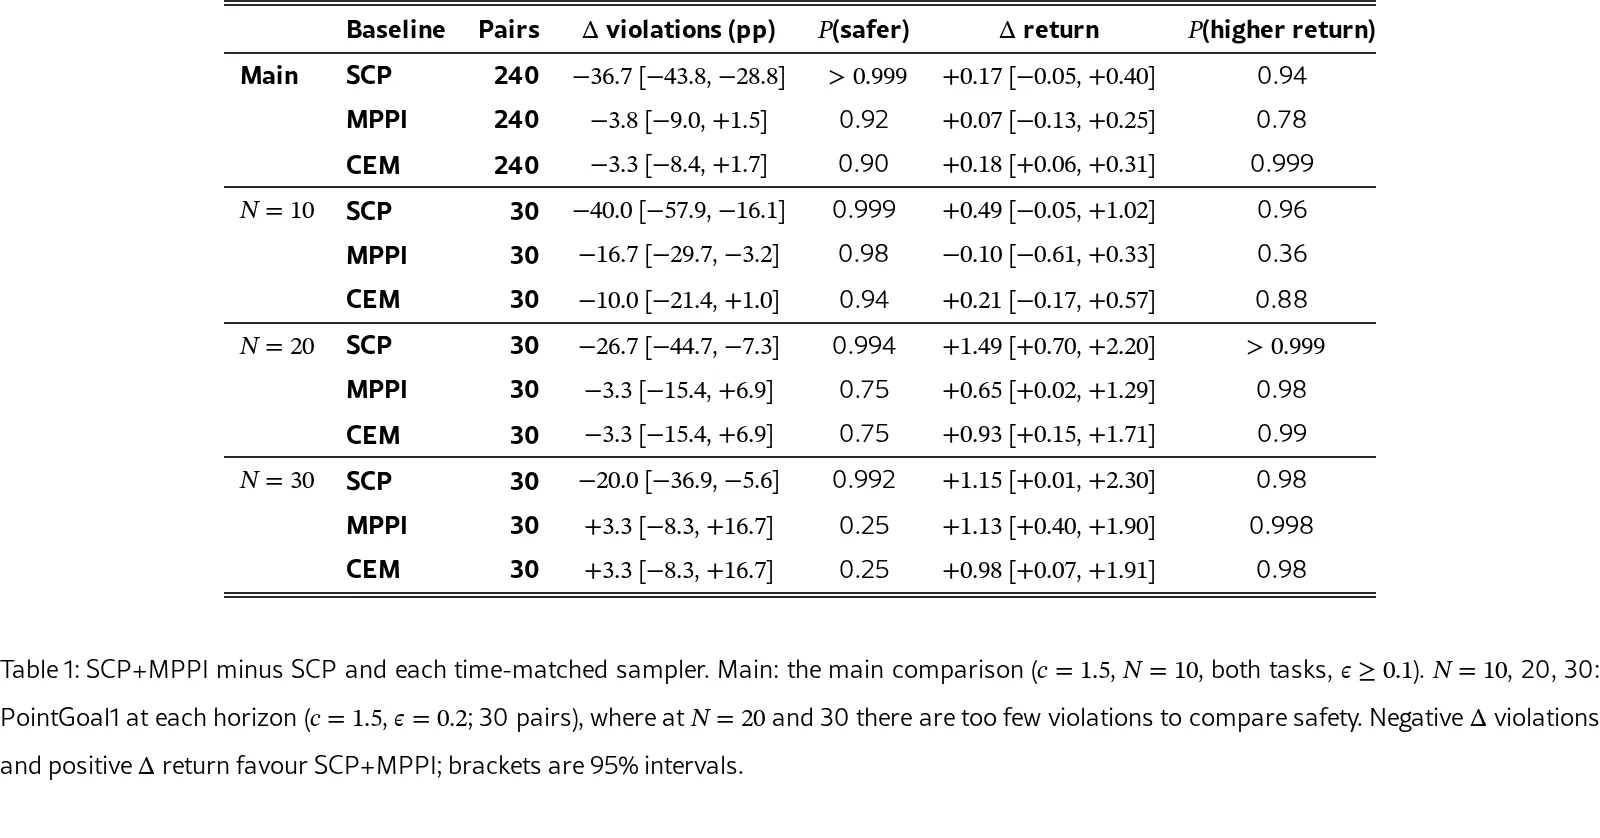 Baseline Pairs Δ violations (pp) P(safer) Δ return P(higher return)
Main SCP 240 −36.7 [−43.8, −28.8] > 0.999 +0.17 [−0.05, +0.40] 0.94
MPPI 240 −3.8 [−9.0, +1.5] 0.92 +0.07 [−0.13, +0.25] 0.78
CEM 240 −3.3 [−8.4, +1.7] 0.90 +0.18 [+0.06, +0.31] 0.999
N = 10 SCP 30 −40.0 [−57.9, −16.1] 0.999 +0.49 [−0.05, +1.02] 0.96
MPPI 30 −16.7 [−29.7, −3.2] 0.98 −0.10 [−0.61, +0.33] 0.36
CEM 30 −10.0 [−21.4, +1.0] 0.94 +0.21 [−0.17, +0.57] 0.88
N = 20 SCP 30 −26.7 [−44.7, −7.3] 0.994 +1.49 [+0.70, +2.20] > 0.999
MPPI 30 −3.3 [−15.4, +6.9] 0.75 +0.65 [+0.02, +1.29] 0.98
CEM 30 −3.3 [−15.4, +6.9] 0.75 +0.93 [+0.15, +1.71] 0.99
N = 30 SCP 30 −20.0 [−36.9, −5.6] 0.992 +1.15 [+0.01, +2.30] 0.98
MPPI 30 +3.3 [−8.3, +16.7] 0.25 +1.13 [+0.40, +1.90] 0.998
CEM 30 +3.3 [−8.3, +16.7] 0.25 +0.98 [+0.07, +1.91] 0.98
Table 1: SCP+MPPI minus SCP and each time-matched sampler. Main: the main comparison (c = 1.5, N = 10, both tasks, ϵ ≥ 0.1). N = 10, 20, 30:
PointGoal1 at each horizon (c = 1.5, ϵ = 0.2; 30 pairs), where at N = 20 and 30 there are too few violations to compare safety. Negative Δ violations
and positive Δ return favour SCP+MPPI; brackets are 95% intervals.